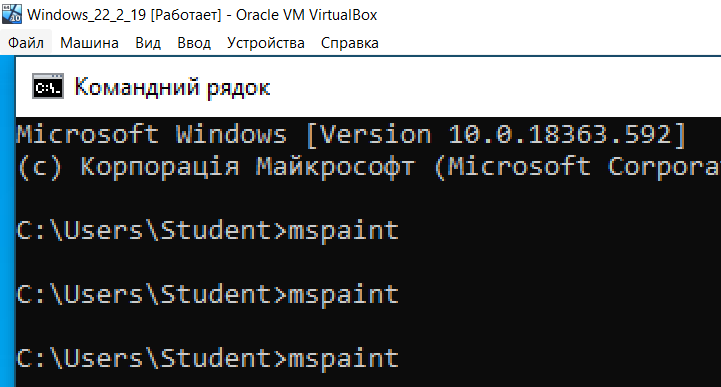 Windows_22_2_19 [Работает] - Oracle VM VirtualBox
Файл Машина Вид Ввод Устройства Справка
Командний рядок
Microsoft Windows [Version 10.0.18363.592]
(c) Корпорація Майкрософт (Microsoft Corpora
C:\Users\Student>mspaint
C:\Users\Student>mspaint
C:\Users\Student>mspaint